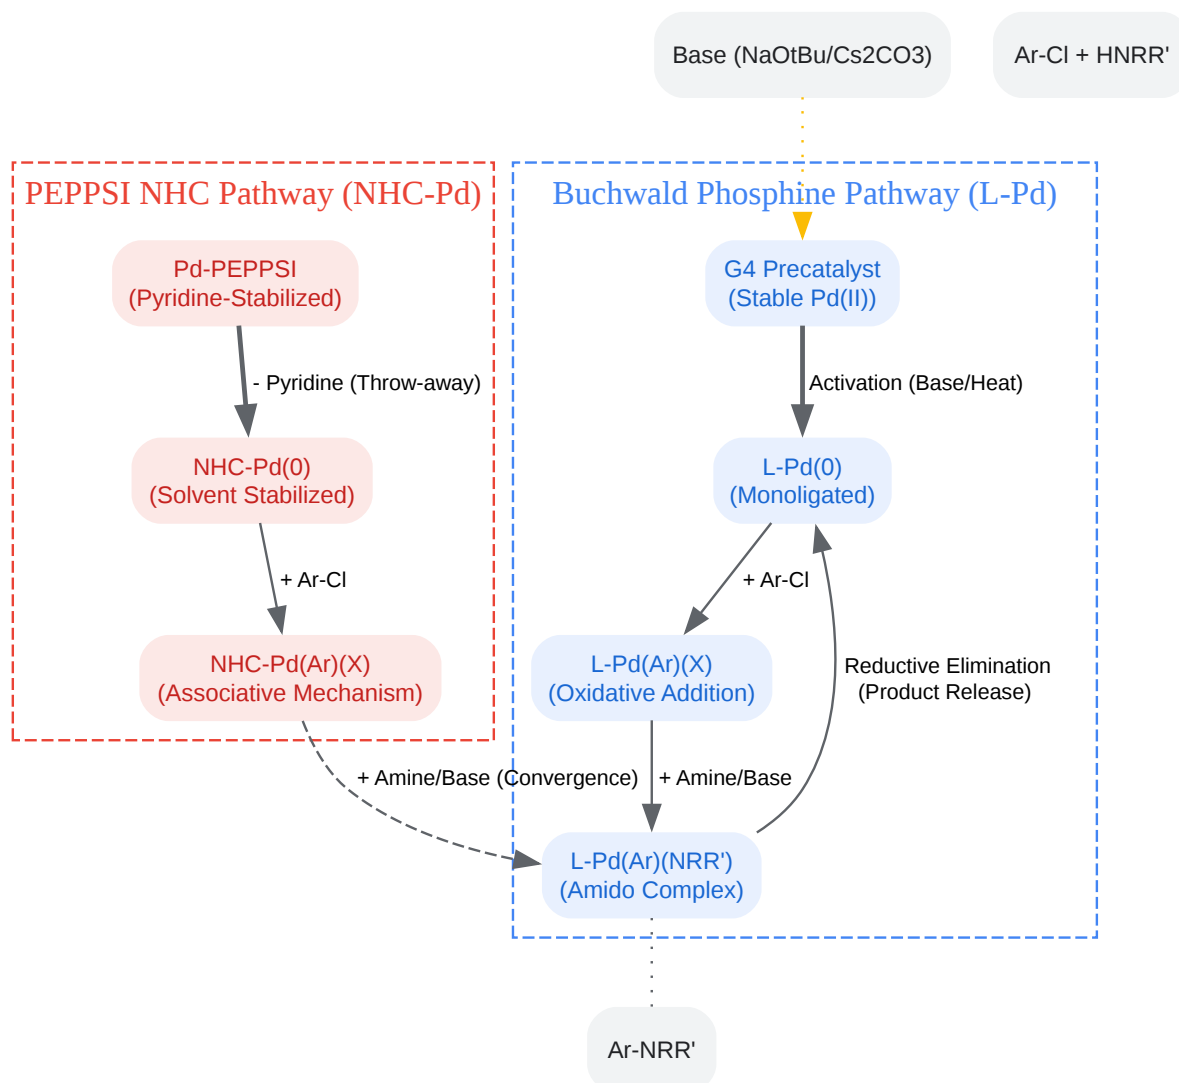 Base (NaOtBu/Cs2CO3)
Ar-Cl + HNRR'
PEPPSI NHC Pathway (NHC-Pd)
Buchwald Phosphine Pathway (L-Pd)
Pd-PEPPSI
(Pyridine-Stabilized)
G4 Precatalyst
(Stable Pd(II))
- Pyridine (Throw-away)
Activation (Base/Heat)
NHC-Pd(0)
(Solvent Stabilized)
L-Pd(0)
(Monoligated)
+ Ar-Cl
+ Ar-Cl
NHC-Pd(Ar)(X)
(Associative Mechanism)
L-Pd(Ar)(X)
(Oxidative Addition)
Reductive Elimination
(Product Release)
+ Amine/Base (Convergence)
+ Amine/Base
L-Pd(Ar)(NRR')
(Amido Complex)
Ar-NRR'